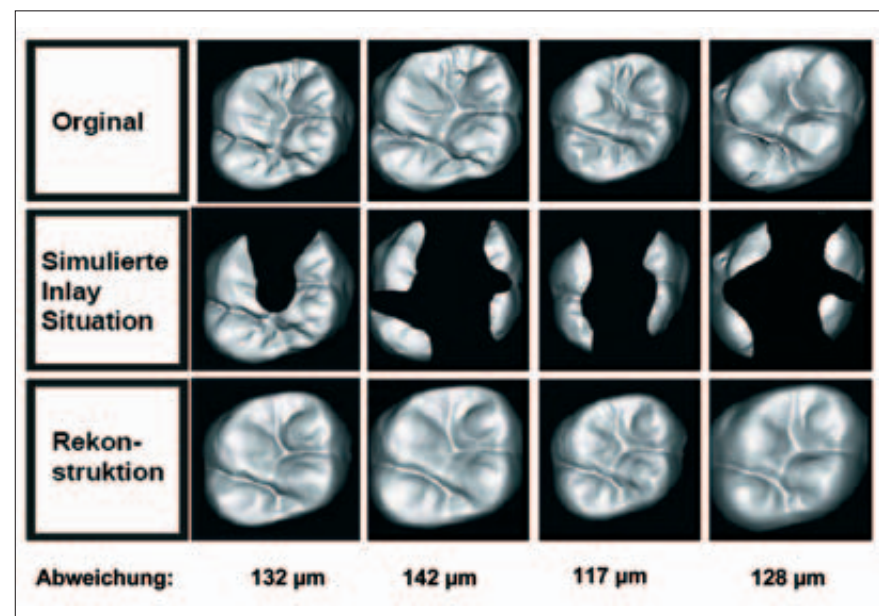 Orginal
Simulierte
Inlay
Situation
Rekon-
struktion
Abweichung: 132 µm 142 µm 117 µm 128 µm